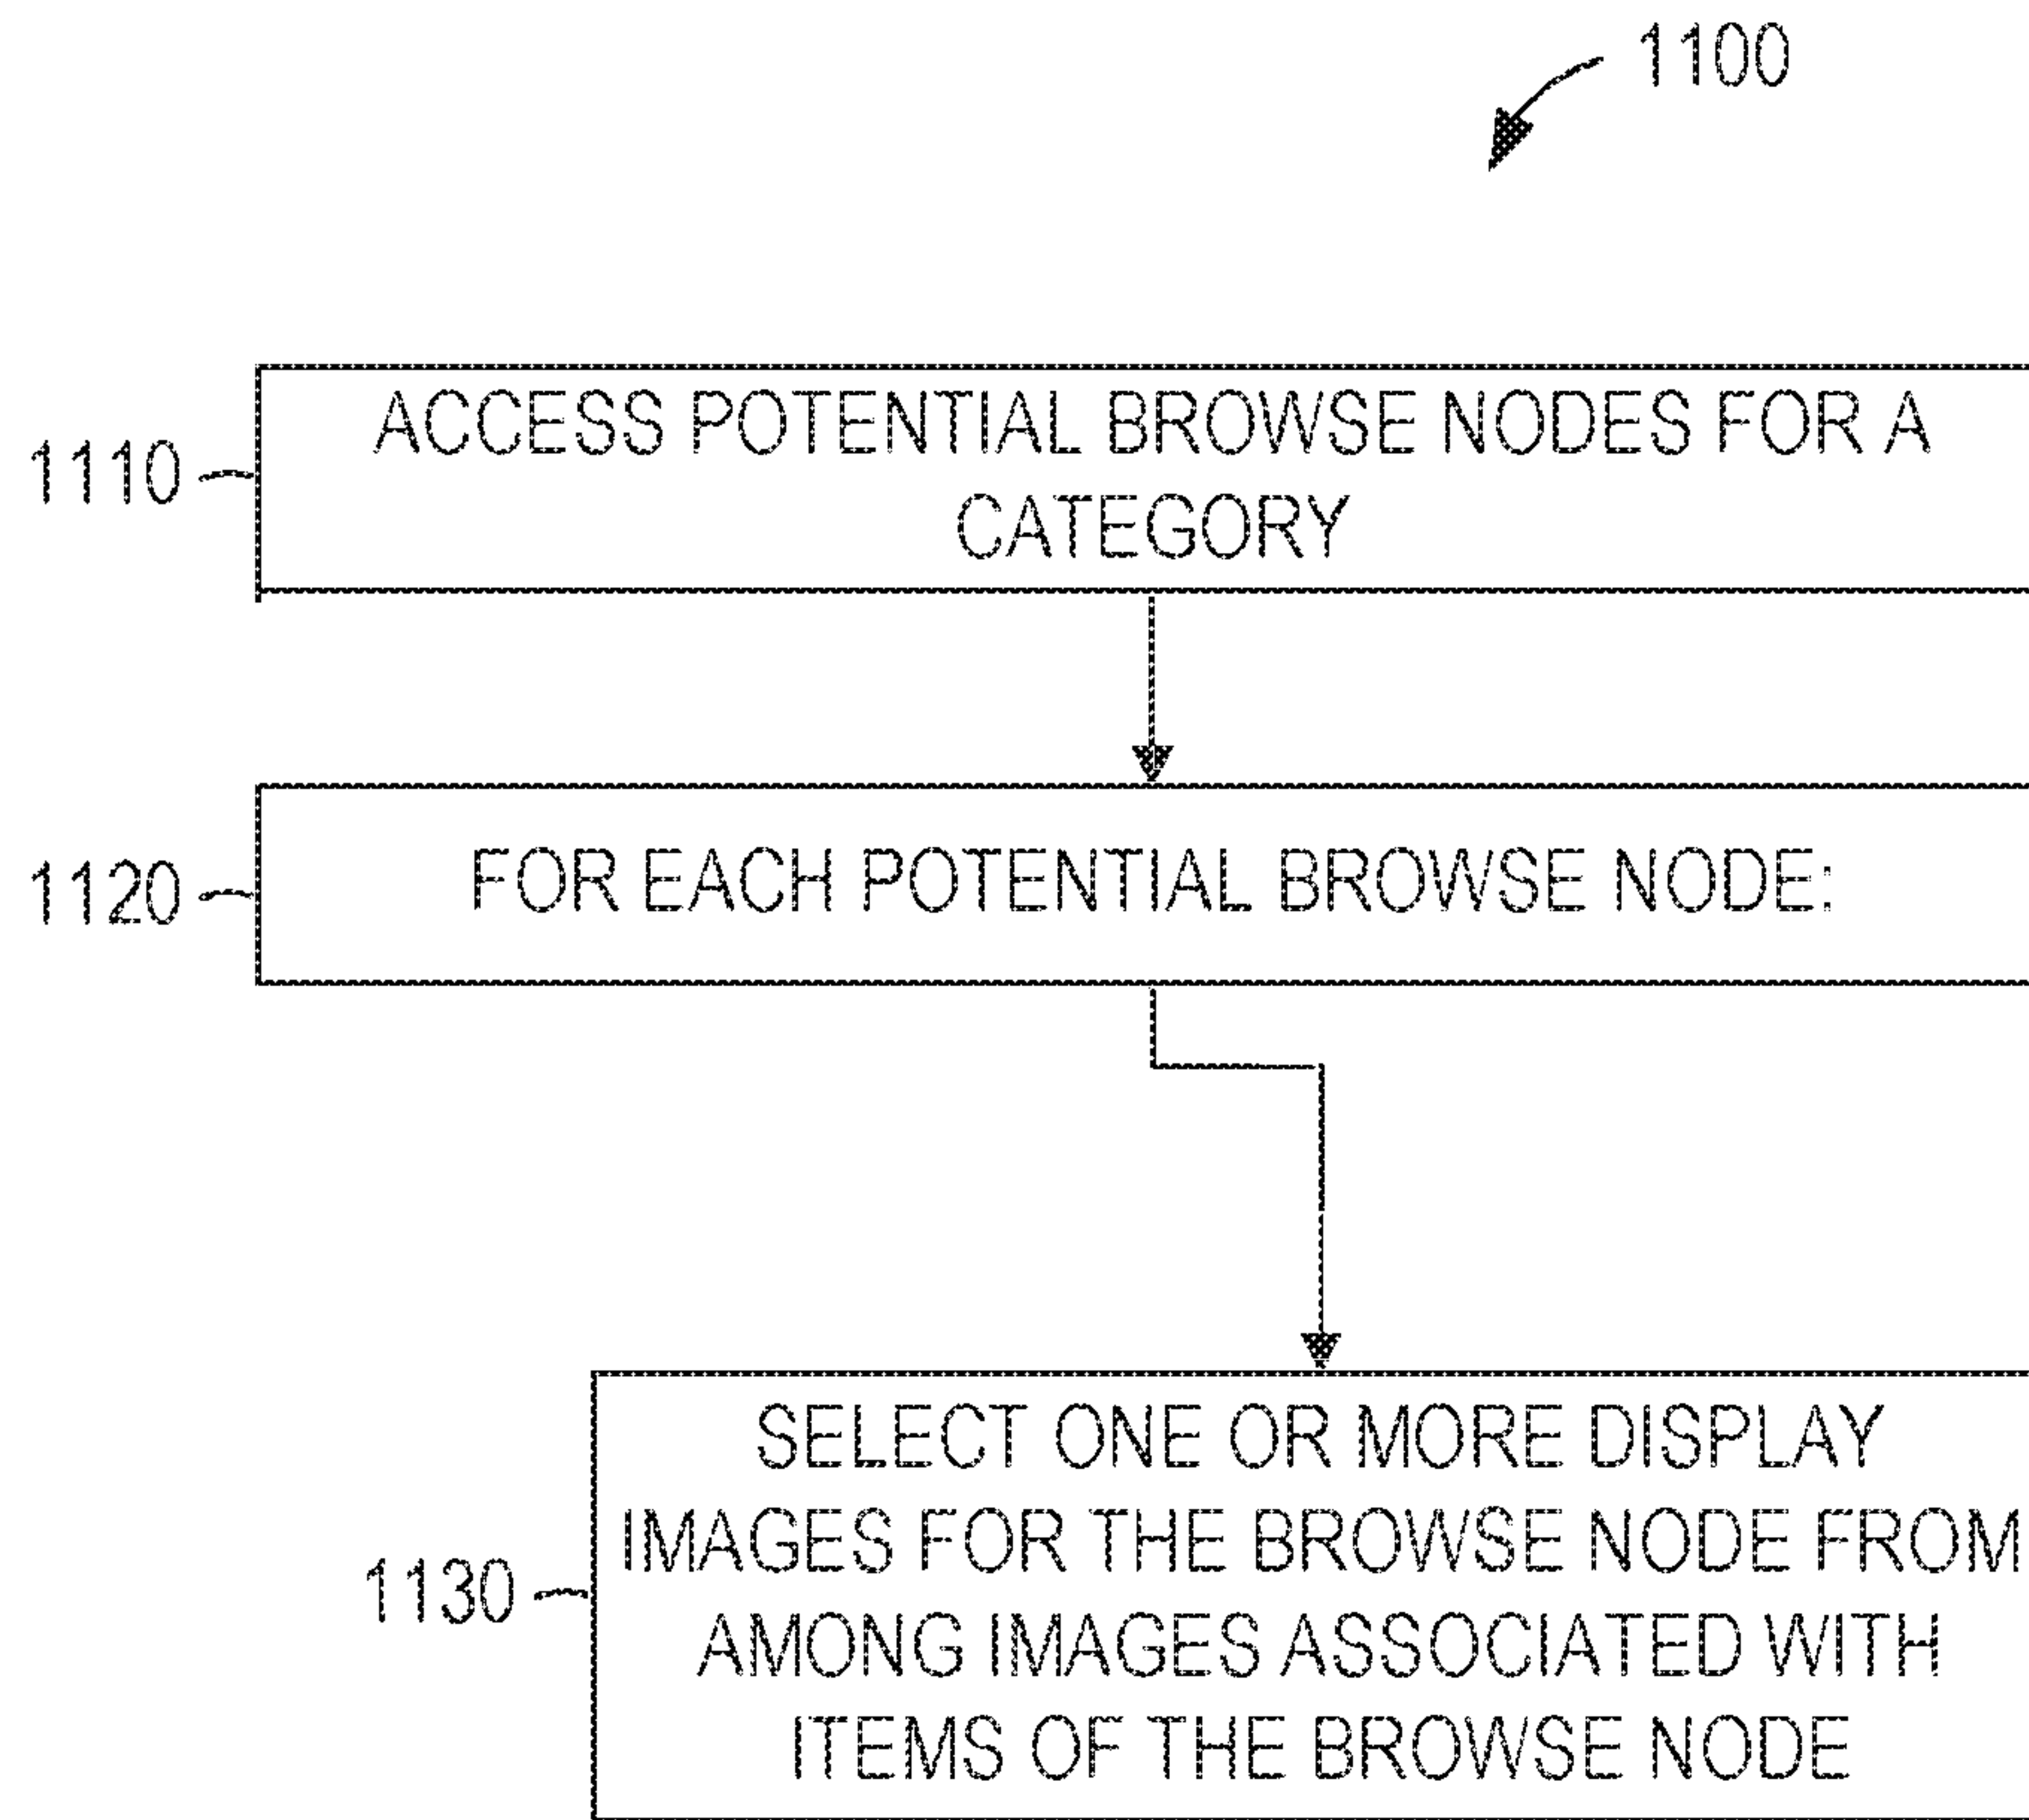 1100
1110
ACCESS POTENTIAL BROWSE NODES FOR A
CATEGORY
1120
FOR EACH POTENTIAL BROWSE NODE:
1130
SELECT ONE OR MORE DISPLAY
IMAGES FOR THE BROWSE NODE FROM
AMONG IMAGES ASSOCIATED WITH
ITEMS OF THE BROWSE NODE